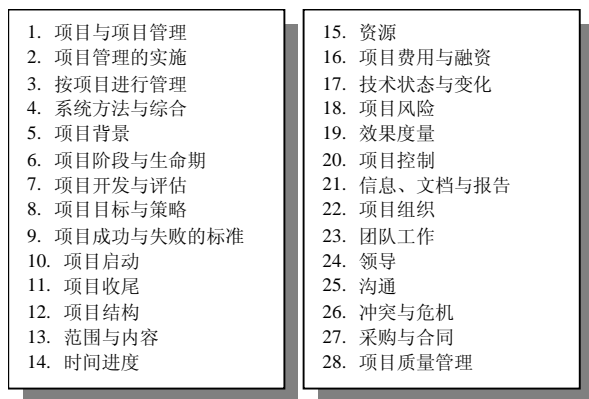 1. 项目与项目管理
2. 项目管理的实施
3. 按项目进行管理
4. 系统方法与综合
5. 项目背景
6. 项目阶段与生命期
7. 项目开发与评估
8. 项目目标与策略
9. 项目成功与失败的标准
10. 项目启动
11. 项目收尾
12. 项目结构
13. 范围与内容
14. 时间进度
15. 资源
16. 项目费用与融资
17. 技术状态与变化
18. 项目风险
19. 效果度量
20. 项目控制
21. 信息、文档与报告
22. 项目组织
23. 团队工作
24. 领导
25. 沟通
26. 冲突与危机
27. 采购与合同
28. 项目质量管理